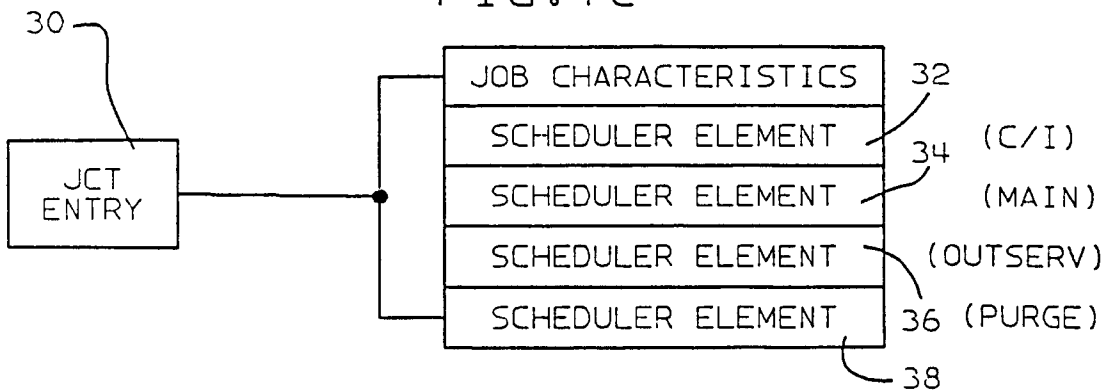 30
JOB CHARACTERISTICS
32
SCHEDULER ELEMENT
(C/I)
34
JCT
ENTRY
SCHEDULER ELEMENT
(MAIN)
SCHEDULER ELEMENT
(OUTSERV)
SCHEDULER ELEMENT
36
(PURGE)
38